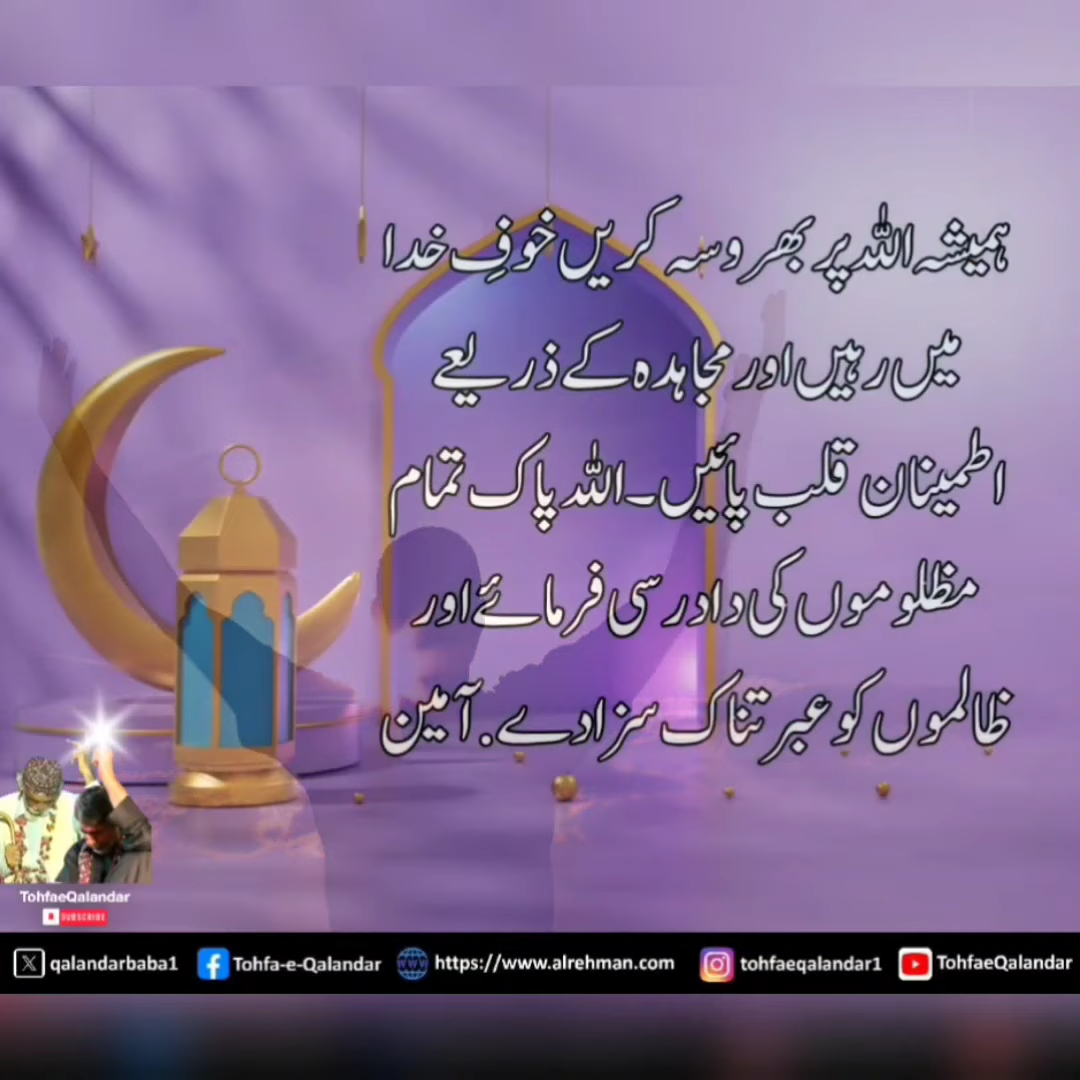 ہمیشہ اللہ پر بھروسہ کریں خوفِ خدا
میں رہیں اور مجاہدہ کے ذریعے
اطمینان قلب پائیں۔ اللہ پاک تمام
مظلوموں کی دادرسی فرمائے اور
ظالموں کو عبرتناک سزا دے. آمین
TohfaeQalandar
SUBSCRIBE
qalandarbaba1 Tohfa-e-Qalandar https://www.alrehman.com tohfaeqalandar1 TohfaeQalandar